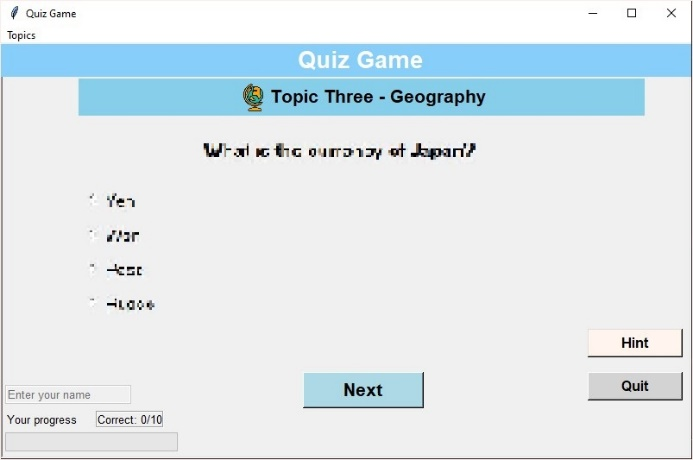 Quiz Game
Topics
Quiz Game
Topic Three - Geography
What is the currency of Japan?
Yen
Won
Peso
Rupee
Hint
Next
Quit
Enter your name
Your progress
Correct: 0/10